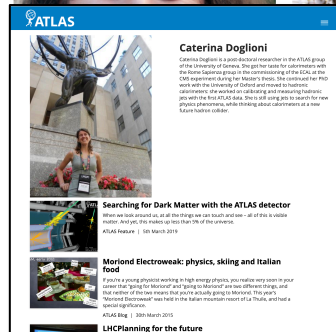 ATLAS
Caterina Doglioni
Caterina Doglioni is a post-doctoral researcher in the ATLAS group
of the University of Geneva. She got her taste for calorimeters with
the Rome Sapienza group in the commissioning of the ECAL at the
CMS experiment during her Master's thesis. She continued her PhD
work with the University of Oxford and moved to hadronic
calorimeters: she worked on calibrating and measuring hadronic
jets with the first ATLAS data. She is still using jets to search for new
physics phenomena, while thinking about calorimeters at a new
future hadron collider.
Searching for Dark Matter with the ATLAS detector
When we look around us, at all the things we can touch and see – all of this is visible
matter. And yet, this makes up less than 5% of the universe.
ATLAS Feature | 5th March 2019
Moriond Electroweak: physics, skiing and Italian
food
If you're a young physicist working in high energy physics, you realize very soon in your
career that "going for Moriond" and "going to Moriond" are two different things, and
that neither of the two means that you're actually going to Moriond. This year's
"Moriond Electroweak" was held in the Italian mountain resort of La Thuile, and had a
special significance.
ATLAS Blog | 30th March 2015
LHCPlanning for the future